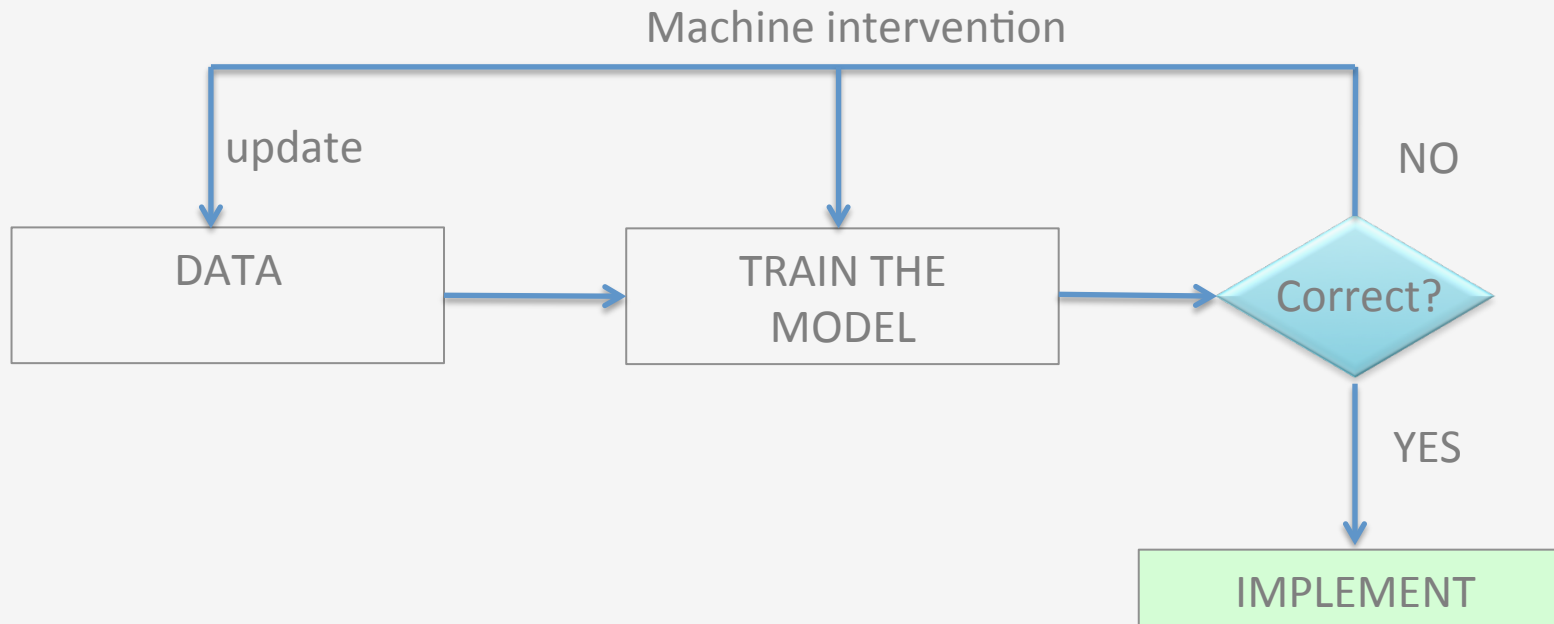 Machine intervention
update
NO
DATA
TRAIN THE
MODEL
Correct?
YES
IMPLEMENT